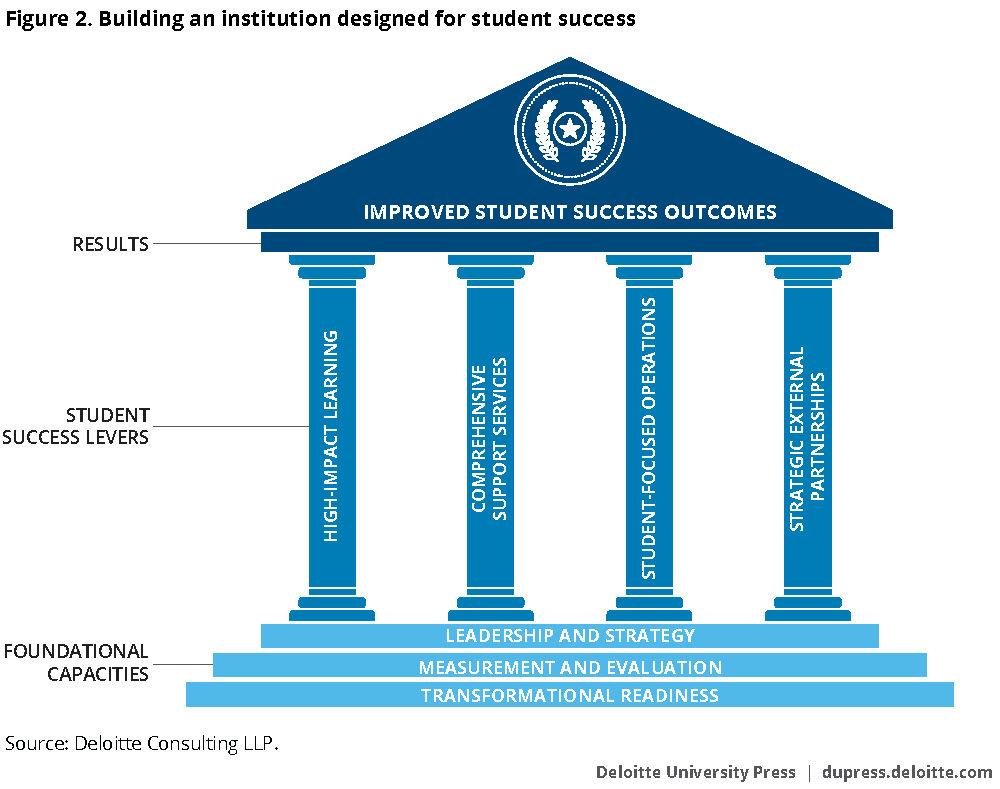 Figure 2. Building an institution designed for student success
IMPROVED STUDENT SUCCESS OUTCOMES
RESULTS
STUDENT
SUCCESS LEVERS
HIGH-IMPACT LEARNING
COMPREHENSIVE
SUPPORT SERVICES
STUDENT-FOCUSED OPERATIONS
STRATEGIC EXTERNAL
PARTNERSHIPS
FOUNDATIONAL
CAPACITIES
LEADERSHIP AND STRATEGY
MEASUREMENT AND EVALUATION
TRANSFORMATIONAL READINESS
Source: Deloitte Consulting LLP.
Deloitte University Press | dupress.deloitte.com